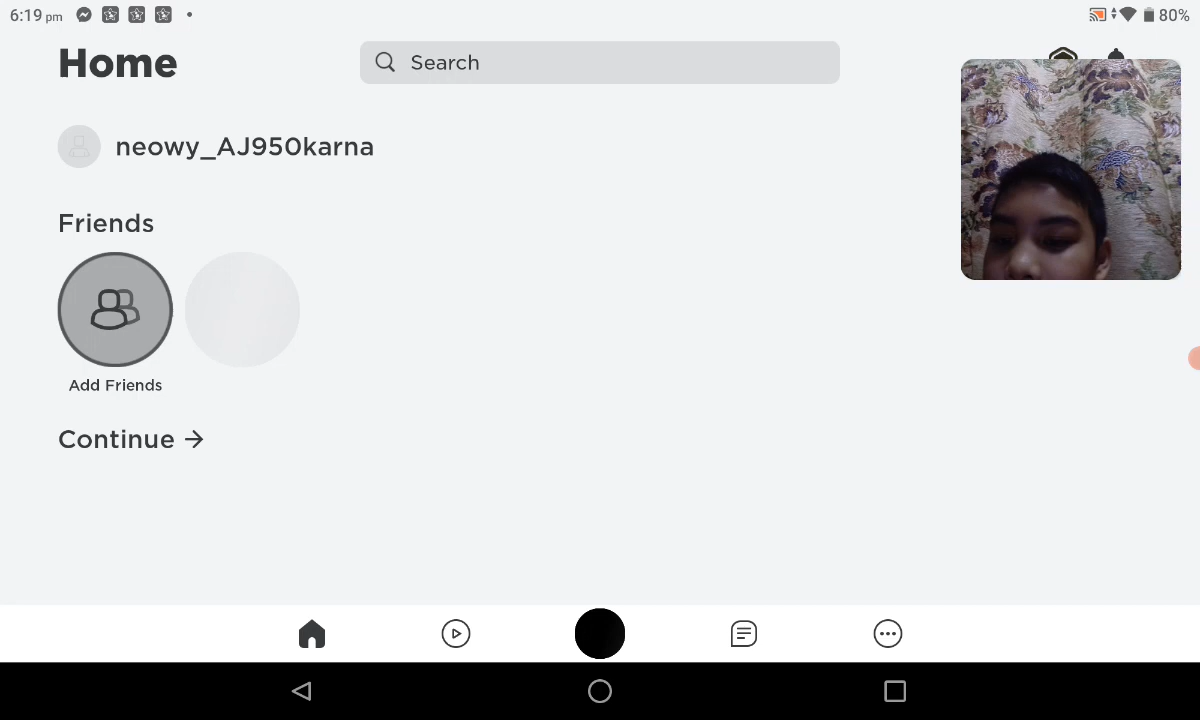 6:19 pm
80%
Home
Search
neowy_AJ950karna
Friends
Add Friends
Continue →